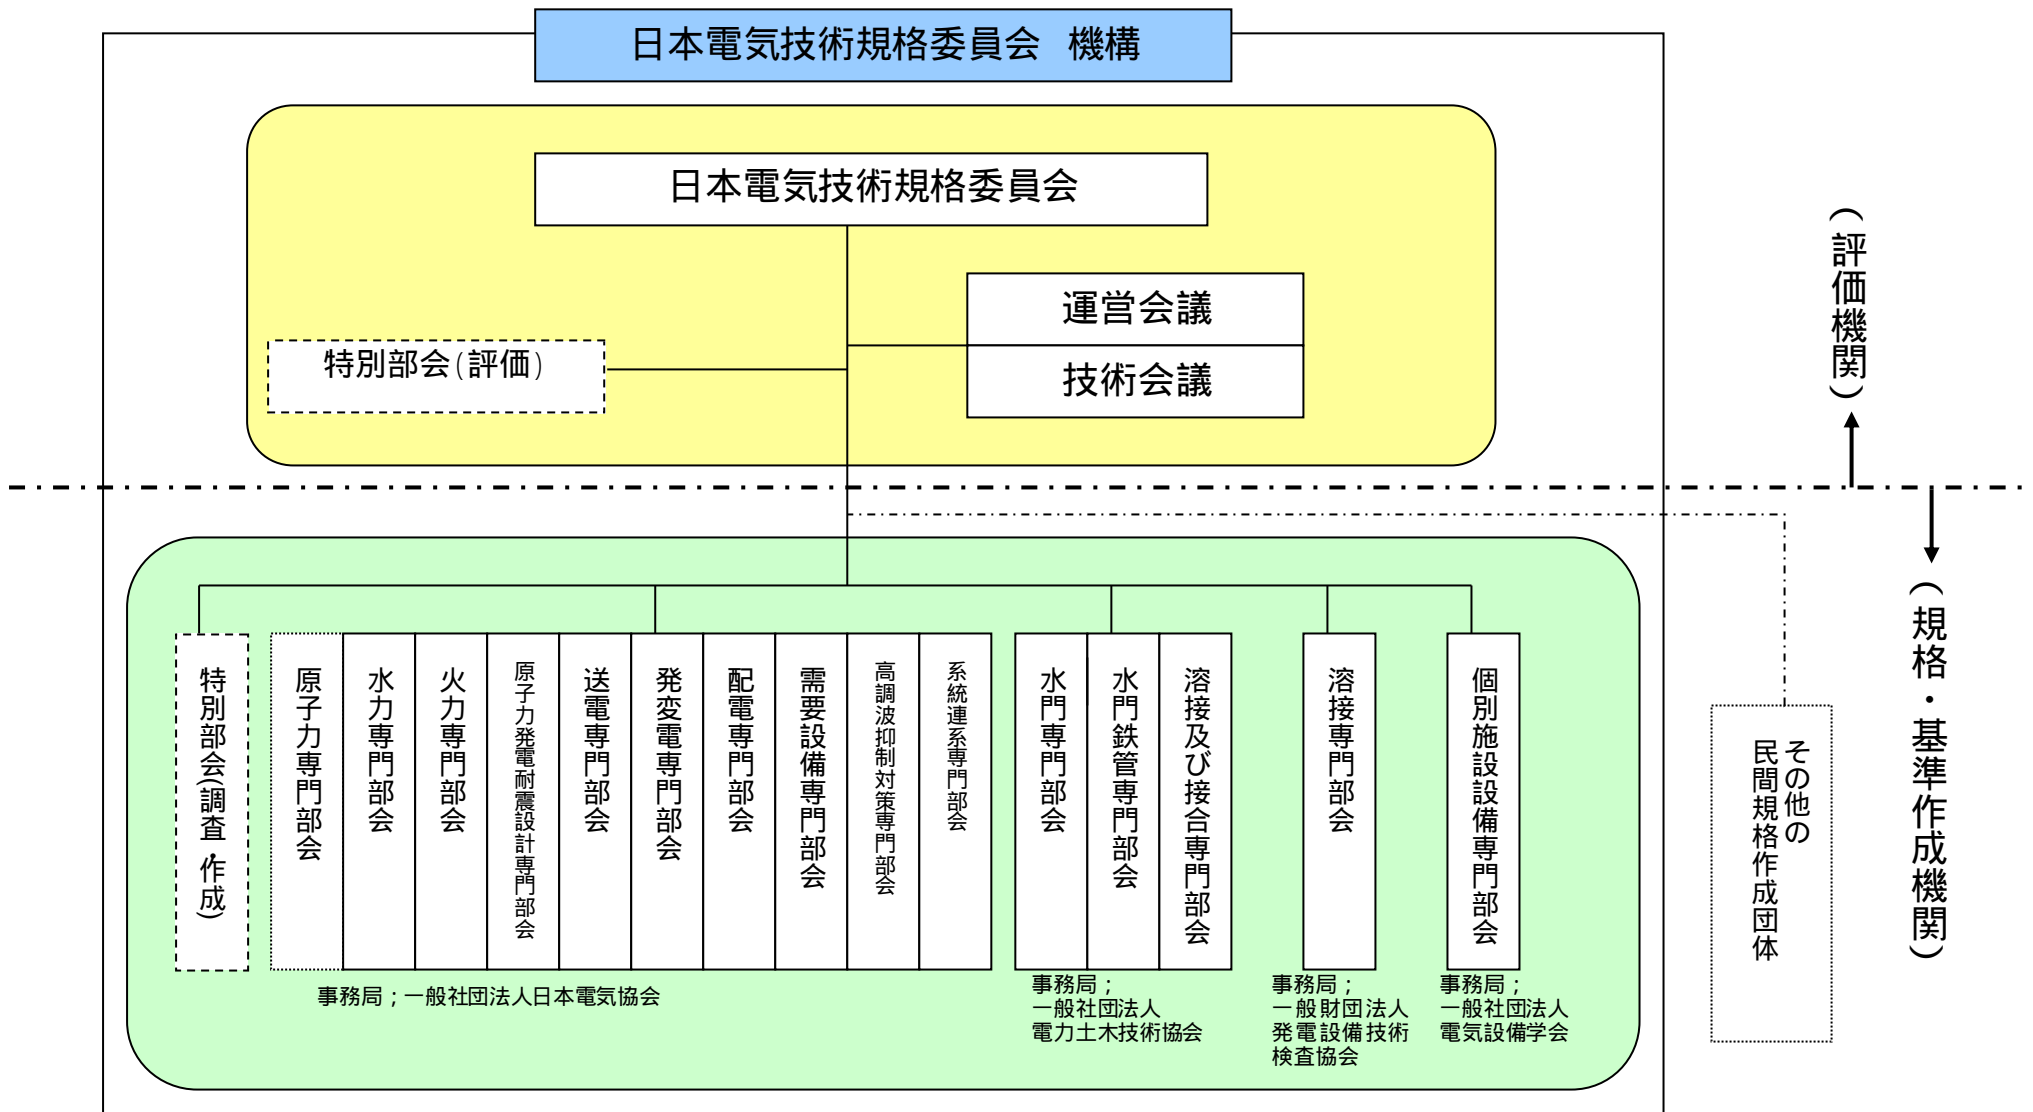 日本電気技術規格委員会 機構
日本電気技術規格委員会
運営会議
技術会議
特別部会(評価)
(評価機関)
(規格・基準作成機関)
特別部会(調査・作成)
原子力専門部会
水力専門部会
火力専門部会
原子力発電耐震設計専門部会
送電専門部会
発変電専門部会
配電専門部会
需要設備専門部会
高調波抑制対策専門部会
系統連系専門部会
水門専門部会
水門鉄管専門部会
溶接及び接合専門部会
溶接専門部会
個別施設設備専門部会
その他の
民間規格作成団体
事務局；一般社団法人日本電気協会
事務局；
一般社団法人
電力土木技術協会
事務局；
一般財団法人
発電設備技術
検査協会
事務局；
一般社団法人
電気設備学会